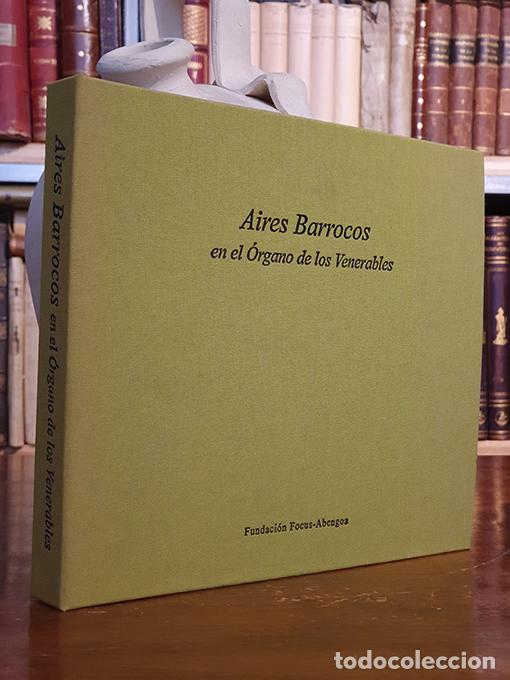 Aires Barrocos
en el Órgano de los Venerables
Fundación Focus-Abengoa
Aires Barrocos en el Órgano de los Venerables
todocoleccion